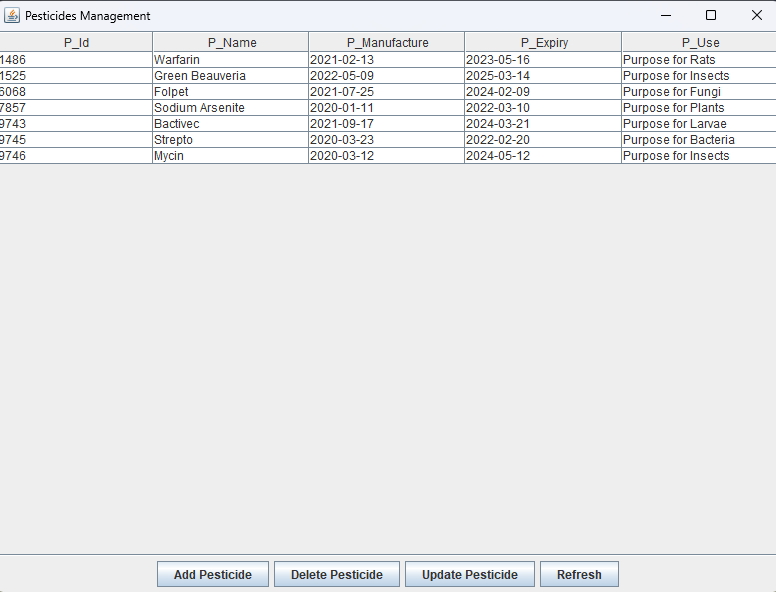 Pesticides Management
P_Id P_Name P_Manufacture P_Expiry P_Use
1486 Warfarin 2021-02-13 2023-05-16 Purpose for Rats
1525 Green Beauveria 2022-05-09 2025-03-14 Purpose for Insects
6068 Folpet 2021-07-25 2024-02-09 Purpose for Fungi
7857 Sodium Arsenite 2020-01-11 2022-03-10 Purpose for Plants
9743 Bactivec 2021-09-17 2024-03-21 Purpose for Larvae
9745 Strepto 2020-03-23 2022-02-20 Purpose for Bacteria
9746 Mycin 2020-03-12 2024-05-12 Purpose for Insects
Add Pesticide Delete Pesticide Update Pesticide Refresh